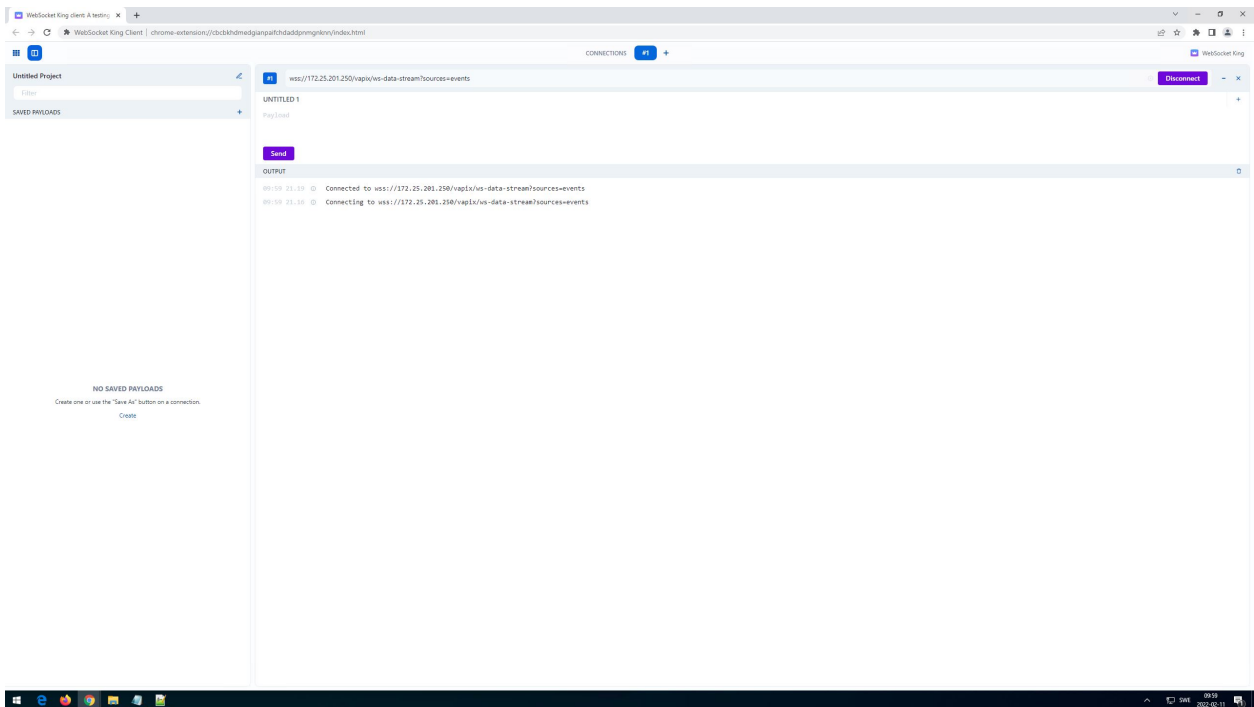 WebSocket King client: A testing
WebSocket King Client | chrome-extension://cbcbkhdmedgianpaifchdaddpnmgnknn/index.html
CONNECTIONS #1 +
WebSocket King
Untitled Project
Filter
SAVED PAYLOADS +
NO SAVED PAYLOADS
Create one or use the "Save As" button on a connection.
Create
#1 wss://172.25.201.250/vapix/ws-data-stream?sources=events Disconnect
UNTITLED 1
Payload
Send
OUTPUT
09:59 21.10 Connected to wss://172.25.201.250/vapix/ws-data-stream?sources=events
Connecting to wss://172.25.201.250/vapix/ws-data-stream?sources=events
SWE
09:59
2022-02-11